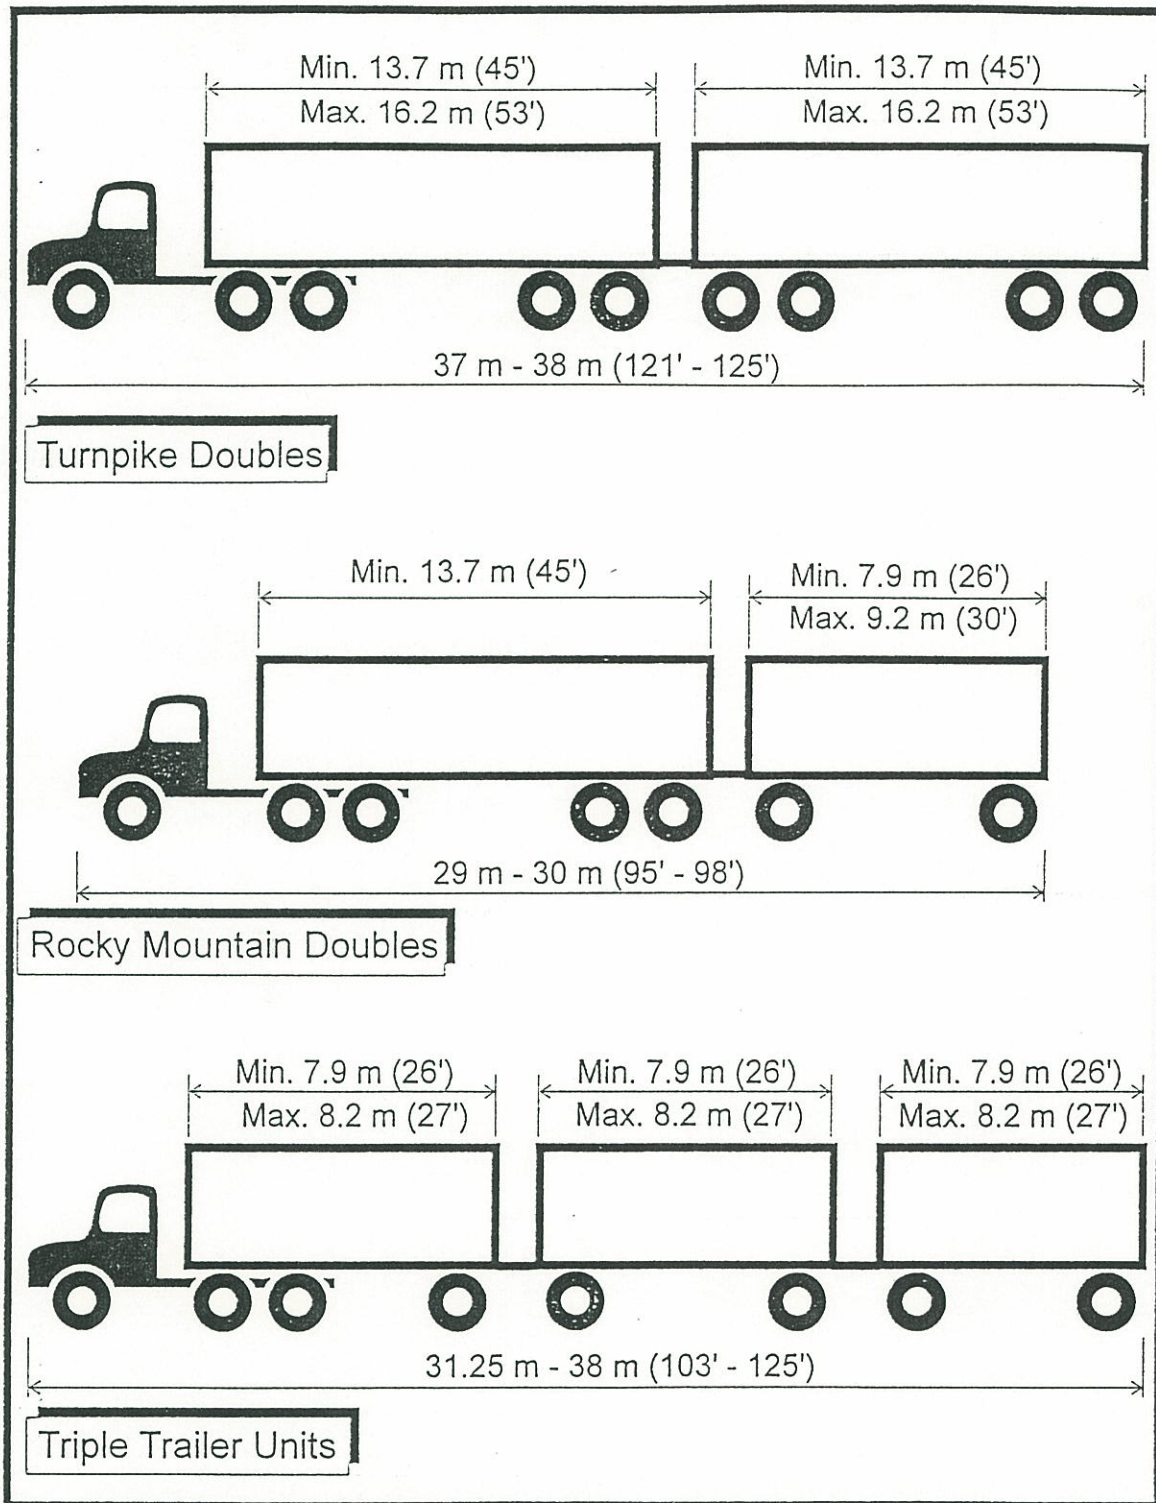 Min. 13.7 m (45') Min. 13.7 m (45')
Max. 16.2 m (53') Max. 16.2 m (53')
37 m - 38 m (121' - 125')
Turnpike Doubles
Min. 13.7 m (45') Min. 7.9 m (26')
Max. 9.2 m (30')
29 m - 30 m (95' - 98')
Rocky Mountain Doubles
Min. 7.9 m (26') Min. 7.9 m (26') Min. 7.9 m (26')
Max. 8.2 m (27') Max. 8.2 m (27') Max. 8.2 m (27')
31.25 m - 38 m (103' - 125')
Triple Trailer Units